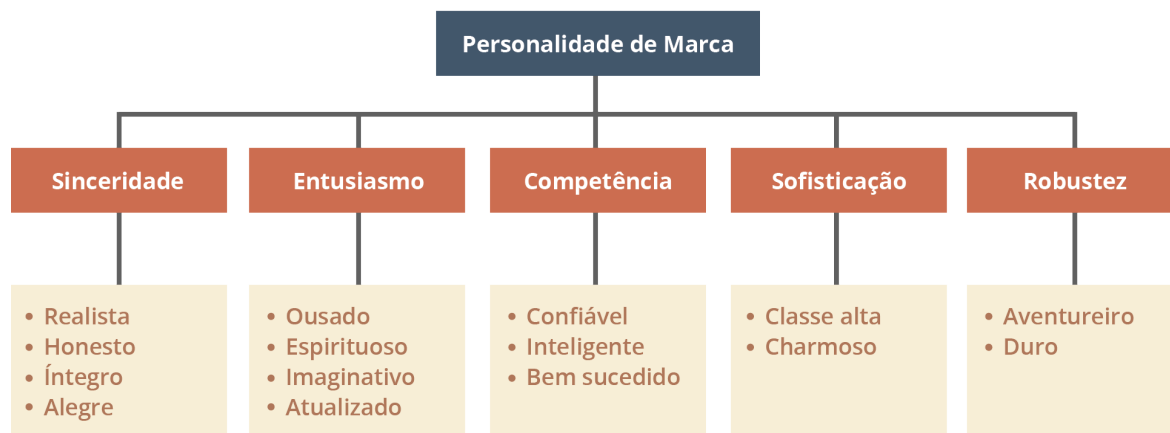 Personalidade de Marca
Sinceridade
Entusiasmo
Competência
Sofisticação
Robustez
• Realista
• Honesto
• Íntegro
• Alegre
• Ousado
• Espirituoso
• Imaginativo
• Atualizado
• Confiável
• Inteligente
• Bem sucedido
• Classe alta
• Charmoso
• Aventureiro
• Duro